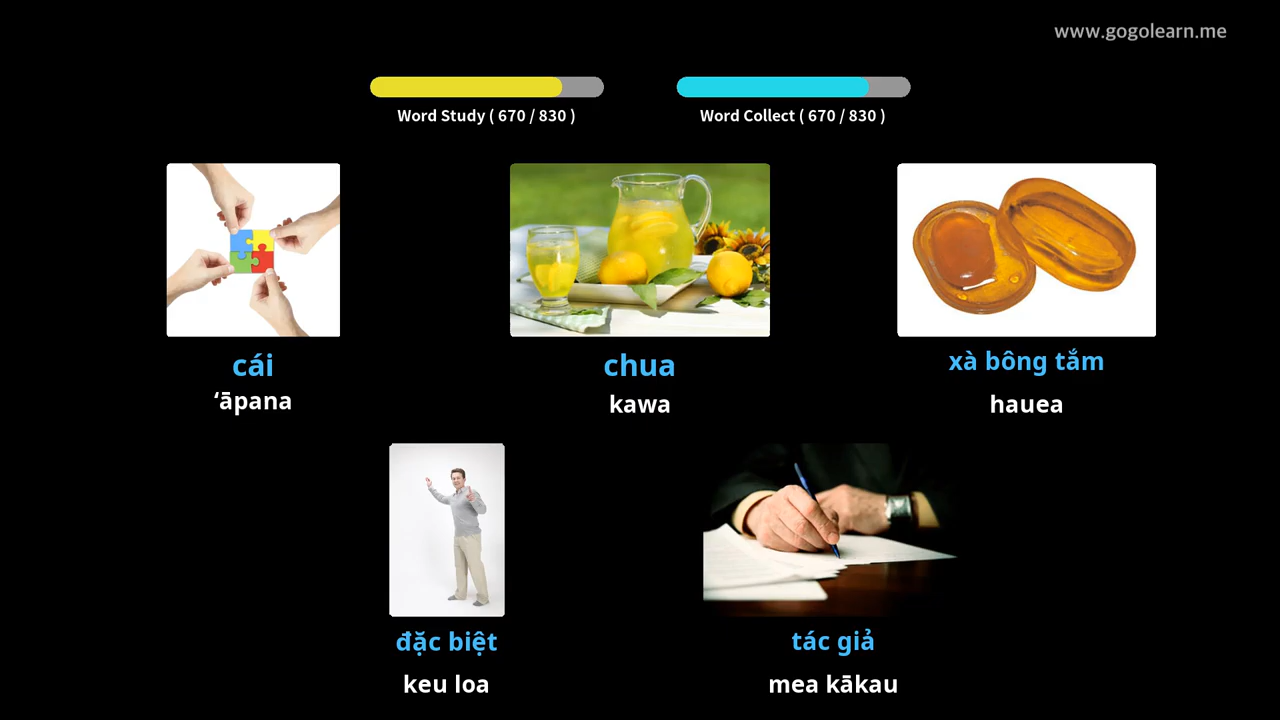 www.gogolearn.me
Word Study ( 670 / 830 )
Word Collect ( 670 / 830 )
cái
ʻāpana
chua
kawa
xà bông tắm
hauea
đặc biệt
keu loa
tác giả
mea kākau